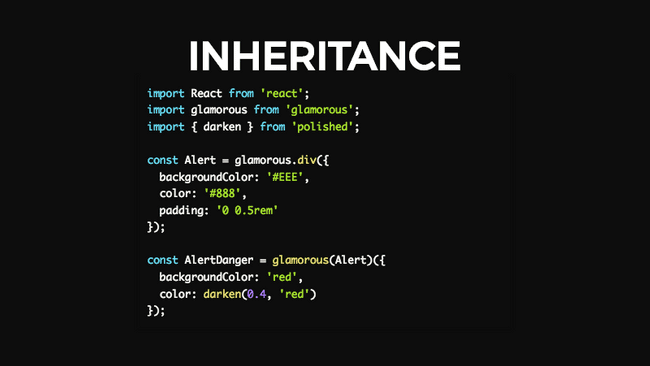 INHERITANCE
import React from 'react';
import glamorous from 'glamorous';
import { darken } from 'polished';
const Alert = glamorous.div({
backgroundColor: '#EEE',
color: '#888',
padding: '0 0.5rem'
});
const AlertDanger = glamorous(Alert)({
backgroundColor: 'red',
color: darken(0.4, 'red')
});